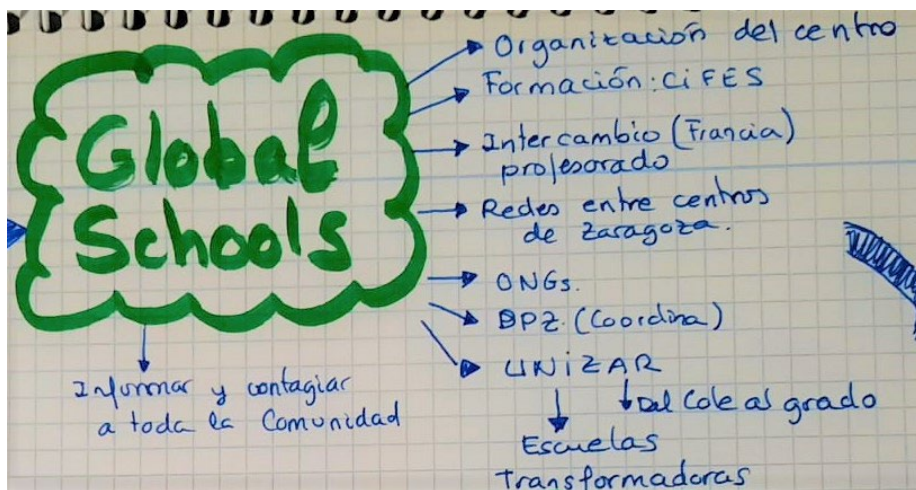 Global
Schools
Organización del centro
Formación: CiFES
Intercambio (Francia)
profesorado
Redes entre centros
de Zaragoza.
ONGs.
DPZ. (Coordina)
UNIZAR
Del Cole al grado
Escuelas
Transformadoras
Informar y contagiar
a toda la Comunidad